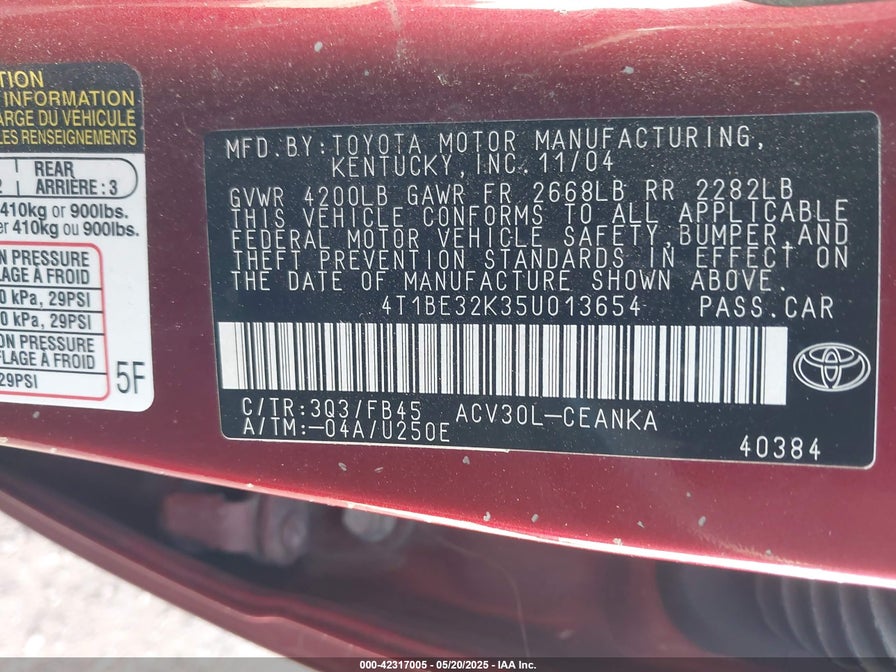 TION
INFORMATION
ARGE DU VÉHICULE
LES RENSEIGNEMENTS
2
REAR
ARRIERE : 3
410kg or 900lbs.
er 410kg ou 900lbs.
ON PRESSURE
FLAGE À FROID
0 kPa, 29PSI
0 kPa, 29PSI
ON PRESSURE
FLAGE À FROID
29PSI
5F
MFD.BY:TOYOTA MOTOR MANUFACTURING,
KENTUCKY,INC.11/04
GVWR 4200LB GAWR FR 2668LB RR 2282LB
THIS VEHICLE CONFORMS TO ALL APPLICABLE
FEDERAL MOTOR VEHICLE SAFETY,BUMPER,AND
THEFT PREVENTION STANDARDS IN EFFECT ON
THE DATE OF MANUFACTURE SHOWN ABOVE.
4T1BE32K35U013654 PASS.CAR
C/TR:3Q3/FB45 ACV30L-CEANKA
A/TM:-04A/U250E
40384
000-42317005 - 05/20/2025 - IAA Inc.